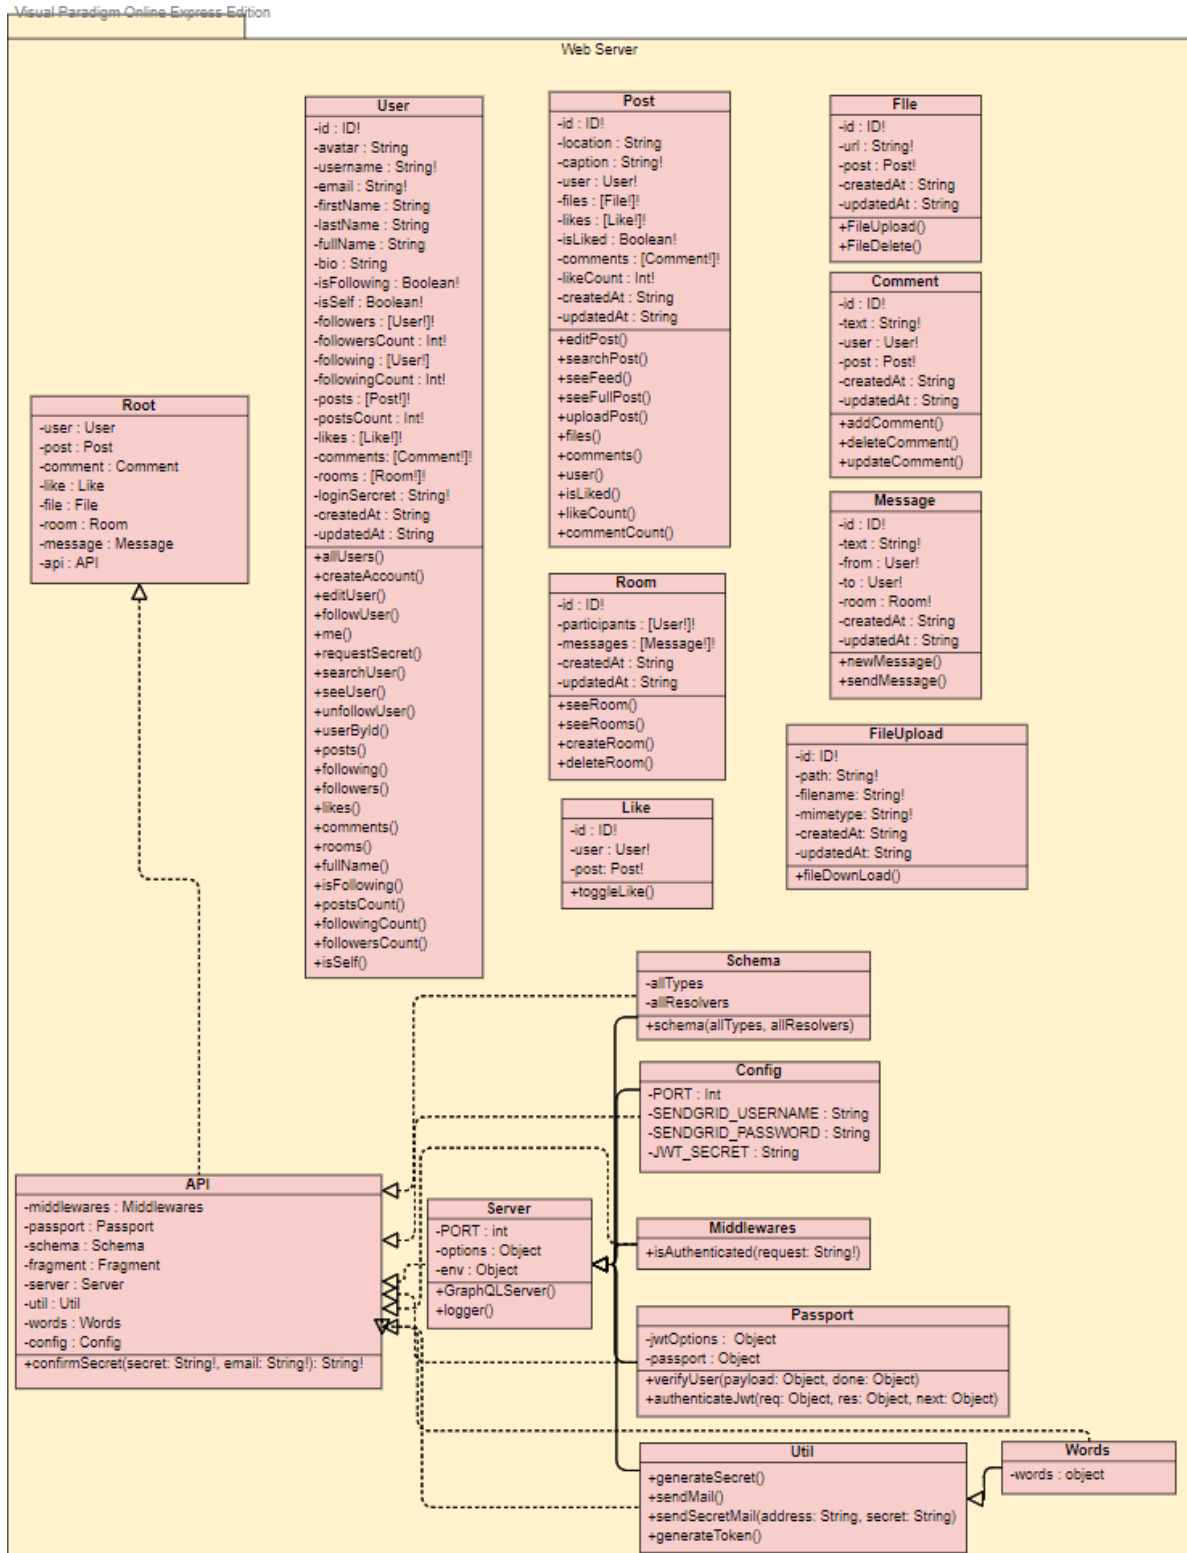 Visual Paradigm Online Express Edition
Web Server
User
-id : ID!
-avatar : String
-username : String!
-email : String!
-firstName : String
-lastName : String
-fullName : String
-bio : String
-isFollowing : Boolean!
-isSelf : Boolean!
-followers : [User!]!
-followersCount : Int!
-following : [User!]
-followingCount : Int!
-posts : [Post!]!
-postsCount : Int!
-likes : [Like!]!
-comments: [Comment!]!
-rooms : [Room!]!
-loginSercret : String!
-createdAt : String
-updatedAt : String
+allUsers()
+createAccount()
+editUser()
+followUser()
+me()
+requestSecret()
+searchUser()
+seeUser()
+unfollowUser()
+userById()
+posts()
+following()
+followers()
+likes()
+comments()
+rooms()
+fullName()
+isFollowing()
+postsCount()
+followingCount()
+followersCount()
+isSelf()
Post
-id : ID!
-location : String
-caption : String!
-user : User!
-files : [File!]!
-likes : [Like!]!
-isLiked : Boolean!
-comments : [Comment!]!
-likeCount : Int!
-createdAt : String
-updatedAt : String
+editPost()
+searchPost()
+seeFeed()
+seeFullPost()
+uploadPost()
+files()
+comments()
+user()
+isLiked()
+likeCount()
+commentCount()
FIle
-id : ID!
-url : String!
-post : Post!
-createdAt : String
-updatedAt : String
+FileUpload()
+FileDelete()
Comment
-id : ID!
-text : String!
-user : User!
-post : Post!
-createdAt : String
-updatedAt : String
+addComment()
+deleteComment()
+updateComment()
Root
-user : User
-post : Post
-comment : Comment
-like : Like
-file : File
-room : Room
-message : Message
-api : API
Message
-id : ID!
-text : String!
-from : User!
-to : User!
-room : Room!
-createdAt : String
-updatedAt : String
+newMessage()
+sendMessage()
Room
-id : ID!
-participants : [User!]!
-messages : [Message!]!
-createdAt : String
-updatedAt : String
+seeRoom()
+seeRooms()
+createRoom()
+deleteRoom()
FileUpload
-id: ID!
-path: String!
-filename: String!
-mimetype: String!
-createdAt: String
-updatedAt: String
+fileDownLoad()
Like
-id : ID!
-user : User!
-post: Post!
+toggleLike()
Schema
-allTypes
-allResolvers
+schema(allTypes, allResolvers)
Config
-PORT : Int
-SENDGRID_USERNAME : String
-SENDGRID_PASSWORD : String
-JWT_SECRET : String
API
-middlewares : Middlewares
-passport : Passport
-schema : Schema
-fragment : Fragment
-server : Server
-util : Util
-words : Words
-config : Config
+confirmSecret(secret: String!, email: String!): String!
Server
-PORT : int
-options : Object
-env : Object
+GraphQLServer()
+logger()
Middlewares
+isAuthenticated(request: String!)
Passport
-jwtOptions : Object
-passport : Object
+verifyUser(payload: Object, done: Object)
+authenticateJwt(req: Object, res: Object, next: Object)
Util
+generateSecret()
+sendMail()
+sendSecretMail(address: String, secret: String)
+generateToken()
Words
-words : object